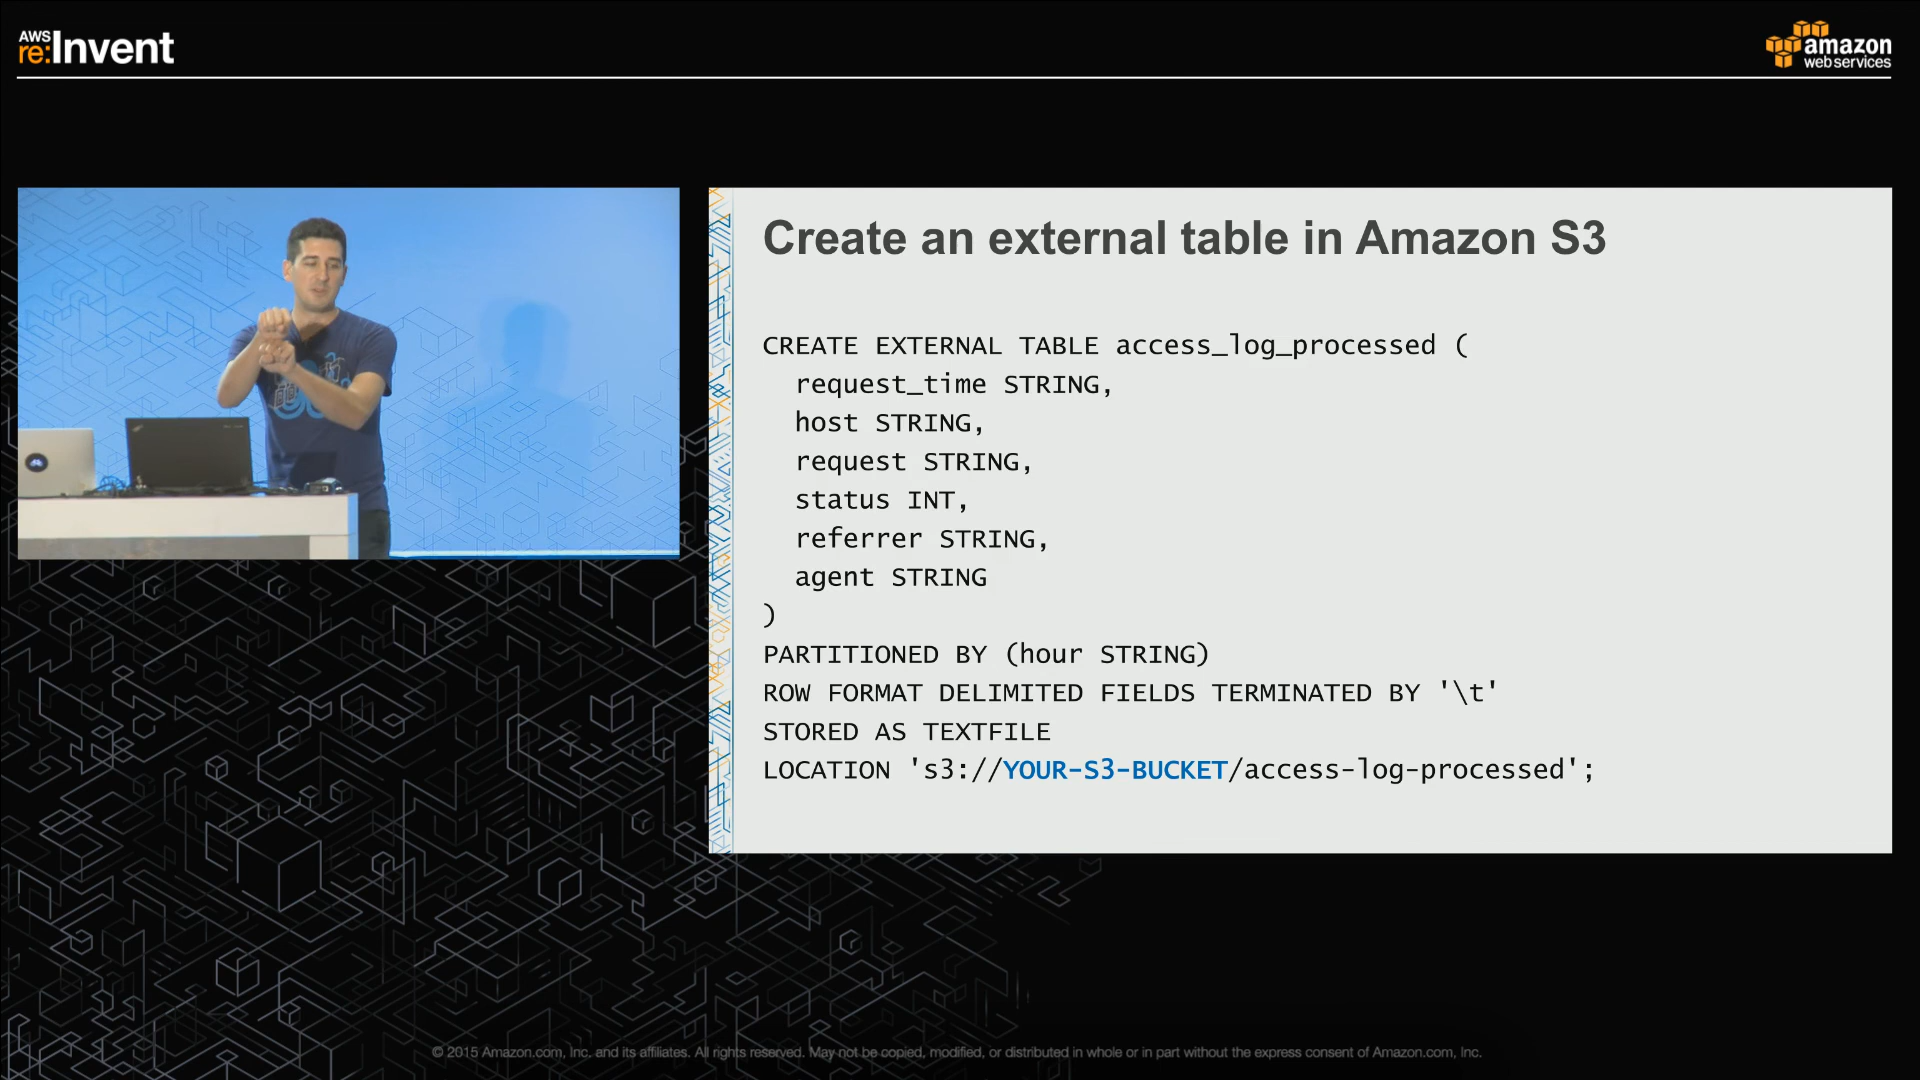 AWS
re:Invent
amazon
webservices
Create an external table in Amazon S3
CREATE EXTERNAL TABLE access_log_processed (
request_time STRING,
host STRING,
request STRING,
status INT,
referrer STRING,
agent STRING
)
PARTITIONED BY (hour STRING)
ROW FORMAT DELIMITED FIELDS TERMINATED BY '\t'
STORED AS TEXTFILE
LOCATION 's3://YOUR-S3-BUCKET/access-log-processed';
© 2015 Amazon.com, Inc. and its affiliates. All rights reserved. May not be copied, modified, or distributed in whole or in part without the express consent of Amazon.com, Inc.